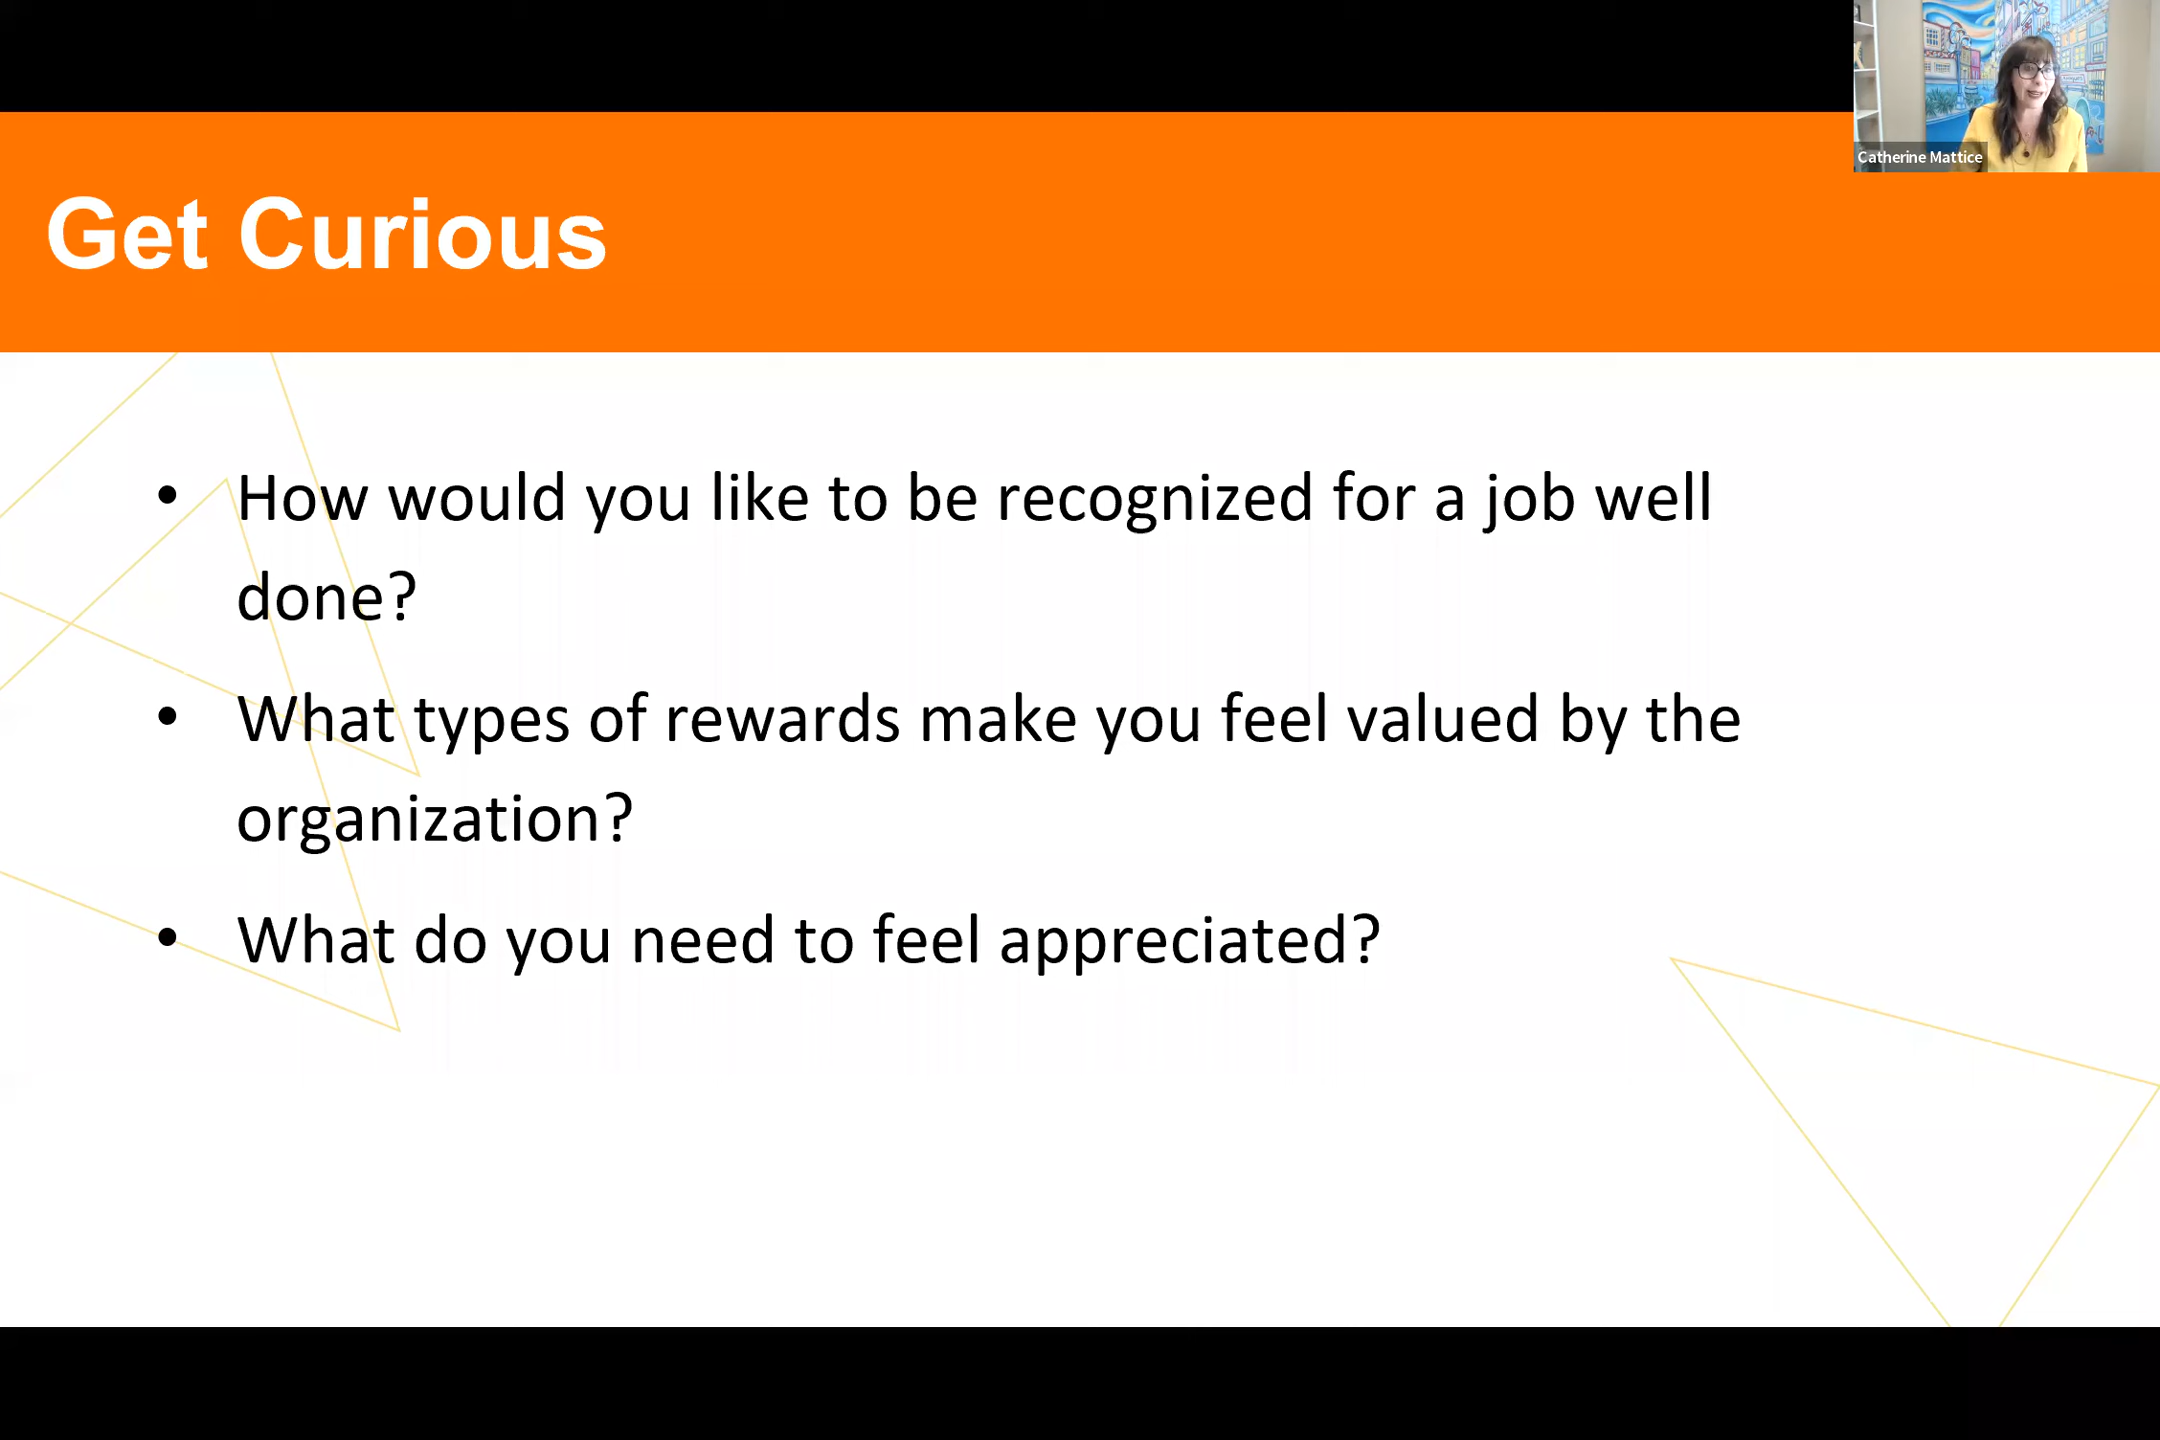 Catherine Mattice
Get Curious
• How would you like to be recognized for a job well
done?
• What types of rewards make you feel valued by the
organization?
• What do you need to feel appreciated?